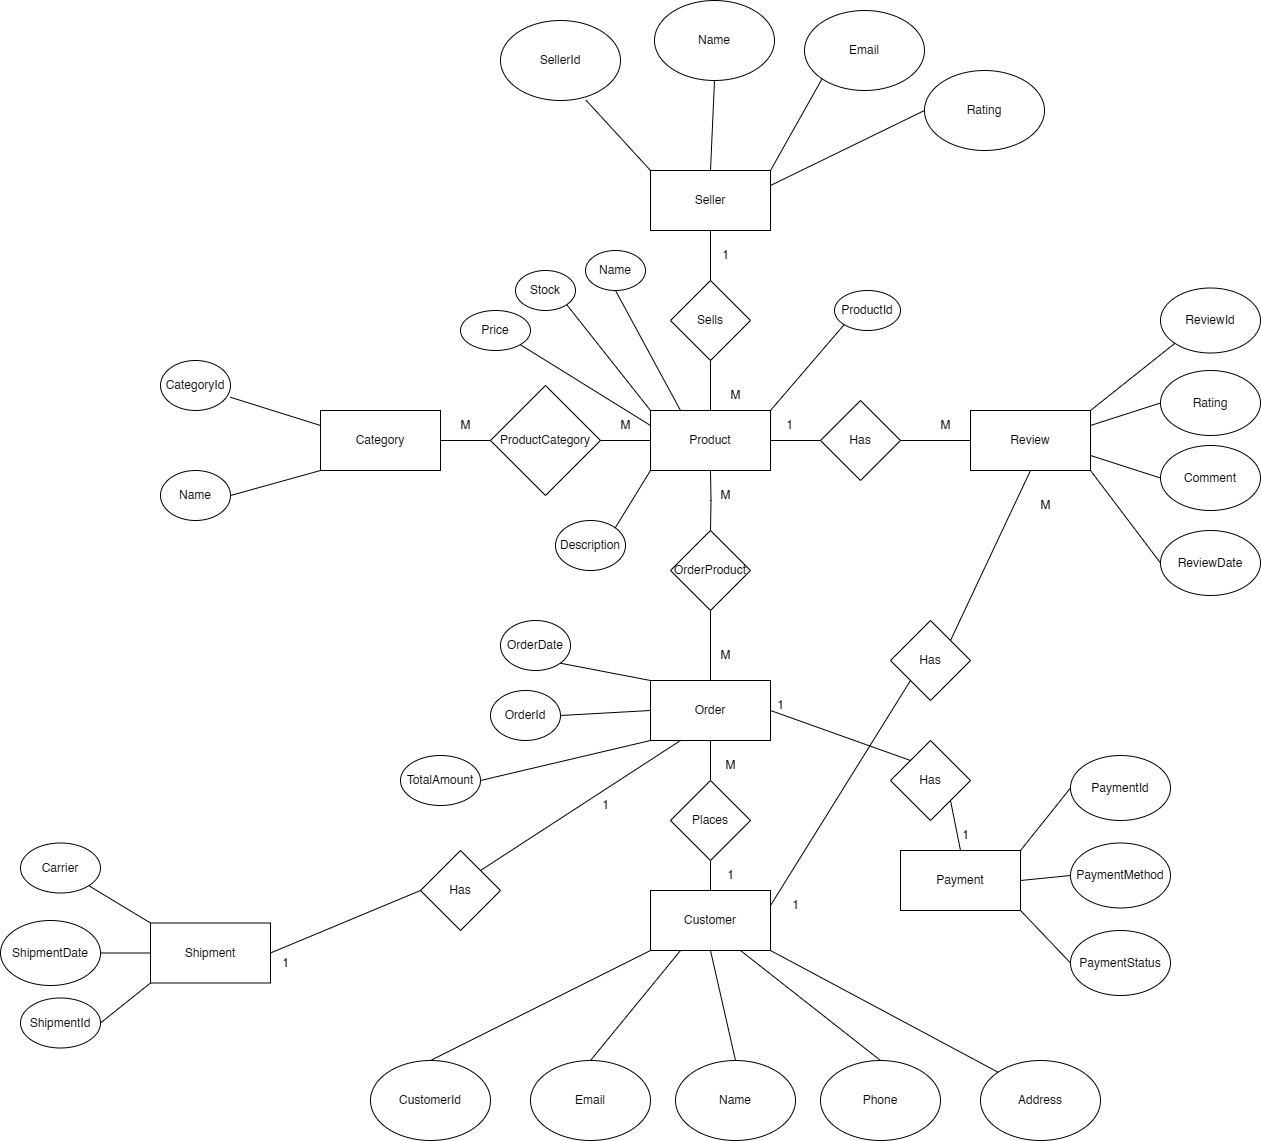 Name
Email
SellerId
Rating
Seller
1
Name
Stock
ProductId
Price
Sells
ReviewId
CategoryId
M
Rating
M
M
1
M
Category
ProductCategory
Product
Has
Review
Name
M
M
Comment
Description
OrderProduct
ReviewDate
OrderDate
M
Has
1
OrderId
Order
M
TotalAmount
Has
PaymentId
1
Places
1
Carrier
1
PaymentMethod
Has
Payment
1
Customer
ShipmentDate
Shipment
1
PaymentStatus
ShipmentId
CustomerId
Email
Name
Phone
Address